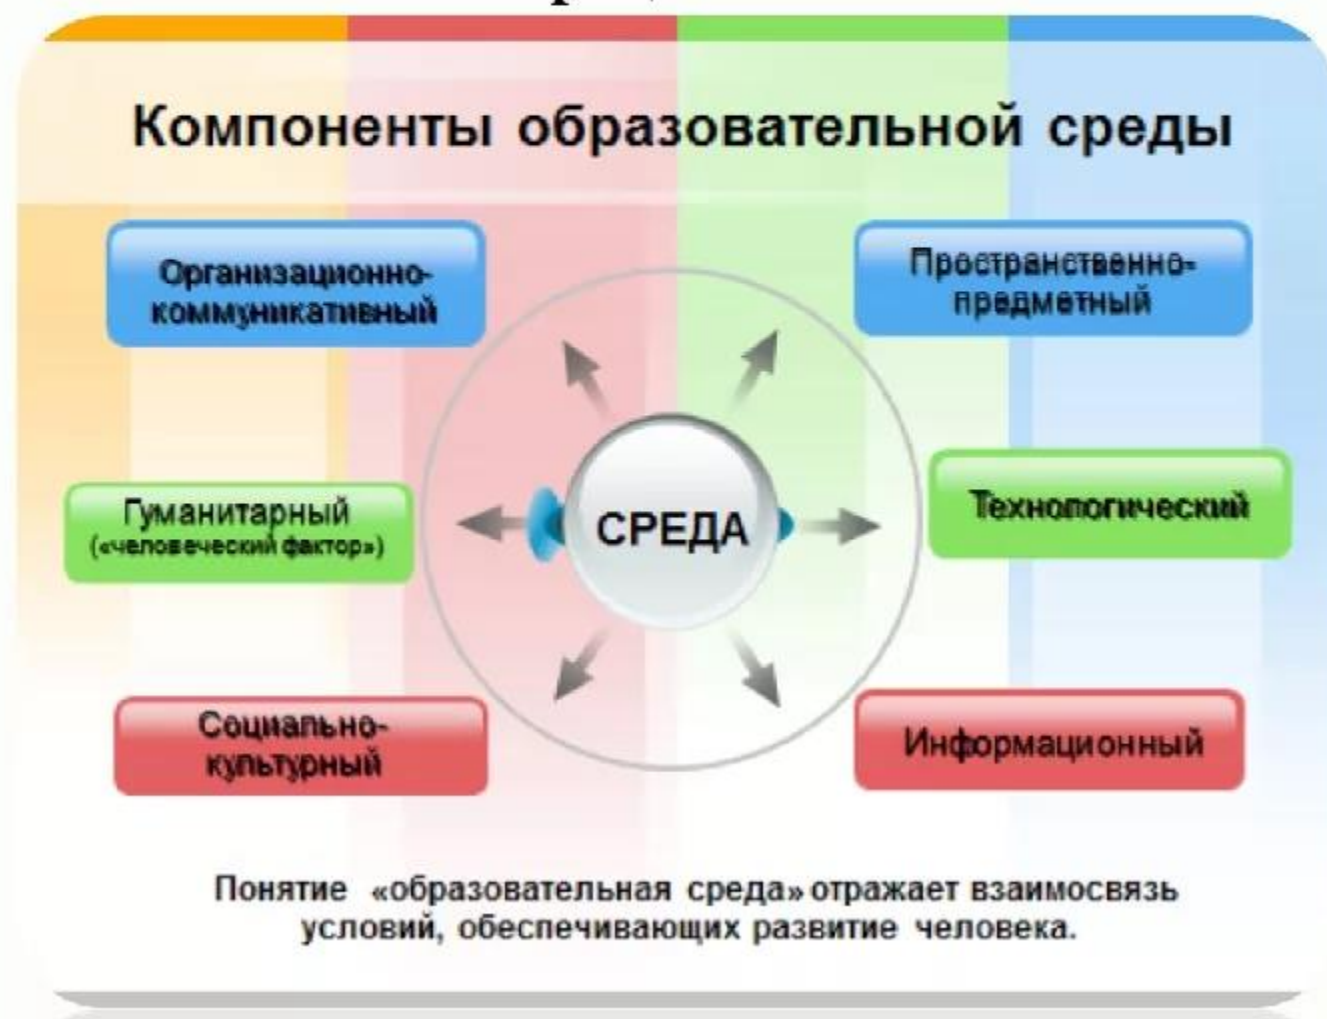 Компоненты образовательной среды
Организационно-
коммуникативный
Пространственно-
предметный
Гуманитарный
(«человеческий фактор»)
СРЕДА
Технологический
Социально-
культурный
Информационный
Понятие «образовательная среда» отражает взаимосвязь
условий, обеспечивающих развитие человека.